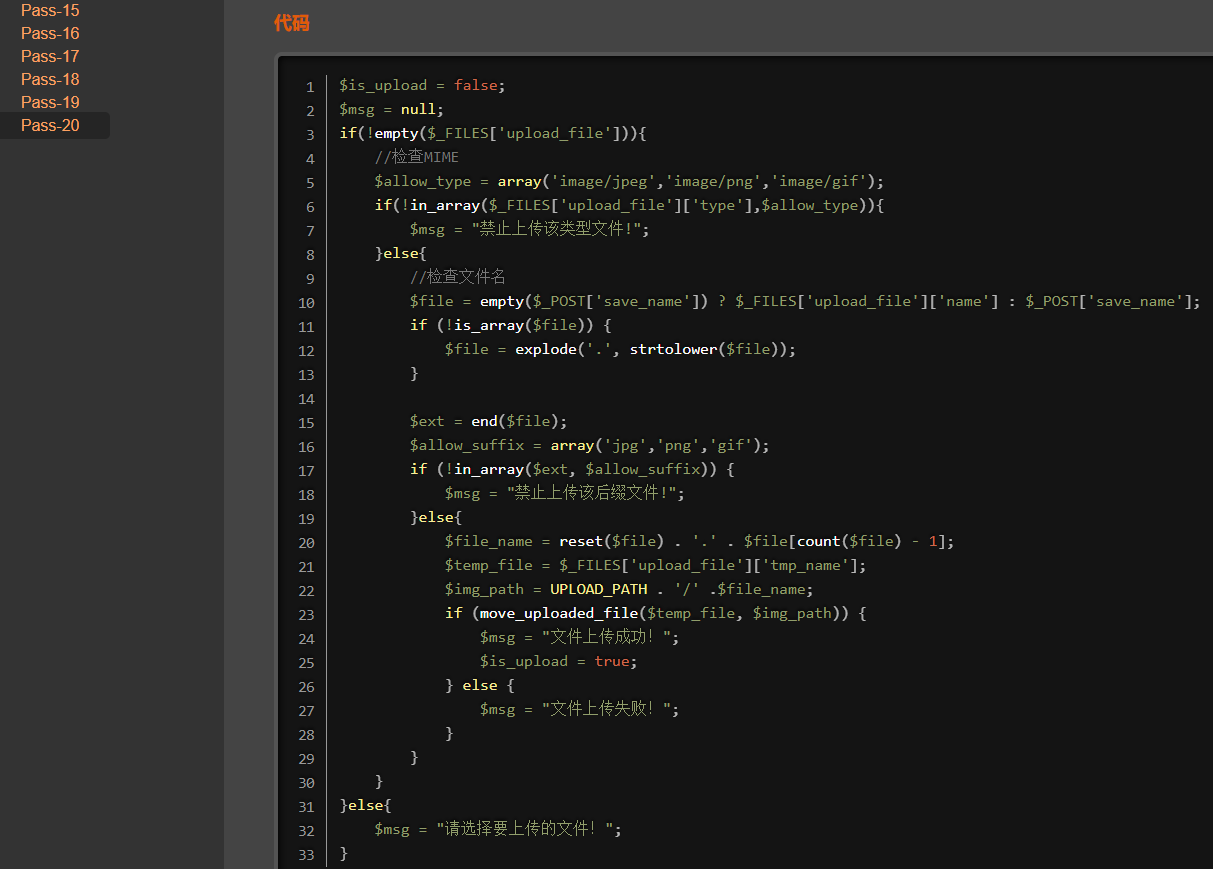 Pass-15
Pass-16
Pass-17
Pass-18
Pass-19
Pass-20
代码
1 $is_upload = false;
2 $msg = null;
3 if(!empty($_FILES['upload_file'])){
4     //检查MIME
5     $allow_type = array('image/jpeg','image/png','image/gif');
6     if(!in_array($_FILES['upload_file']['type'],$allow_type)){
7         $msg = "禁止上传该类型文件!";
8     }else{
9         //检查文件名
10         $file = empty($_POST['save_name']) ? $_FILES['upload_file']['name'] : $_POST['save_name'];
11         if (!is_array($file)) {
12             $file = explode('.', strtolower($file));
13         }
14
15         $ext = end($file);
16         $allow_suffix = array('jpg','png','gif');
17         if (!in_array($ext, $allow_suffix)) {
18             $msg = "禁止上传该后缀文件!";
19         }else{
20             $file_name = reset($file) . '.' . $file[count($file) - 1];
21             $temp_file = $_FILES['upload_file']['tmp_name'];
22             $img_path = UPLOAD_PATH . '/' .$file_name;
23             if (move_uploaded_file($temp_file, $img_path)) {
24                 $msg = "文件上传成功！";
25                 $is_upload = true;
26             } else {
27                 $msg = "文件上传失败！";
28             }
29         }
30     }
31 }else{
32     $msg = "请选择要上传的文件！";
33 }